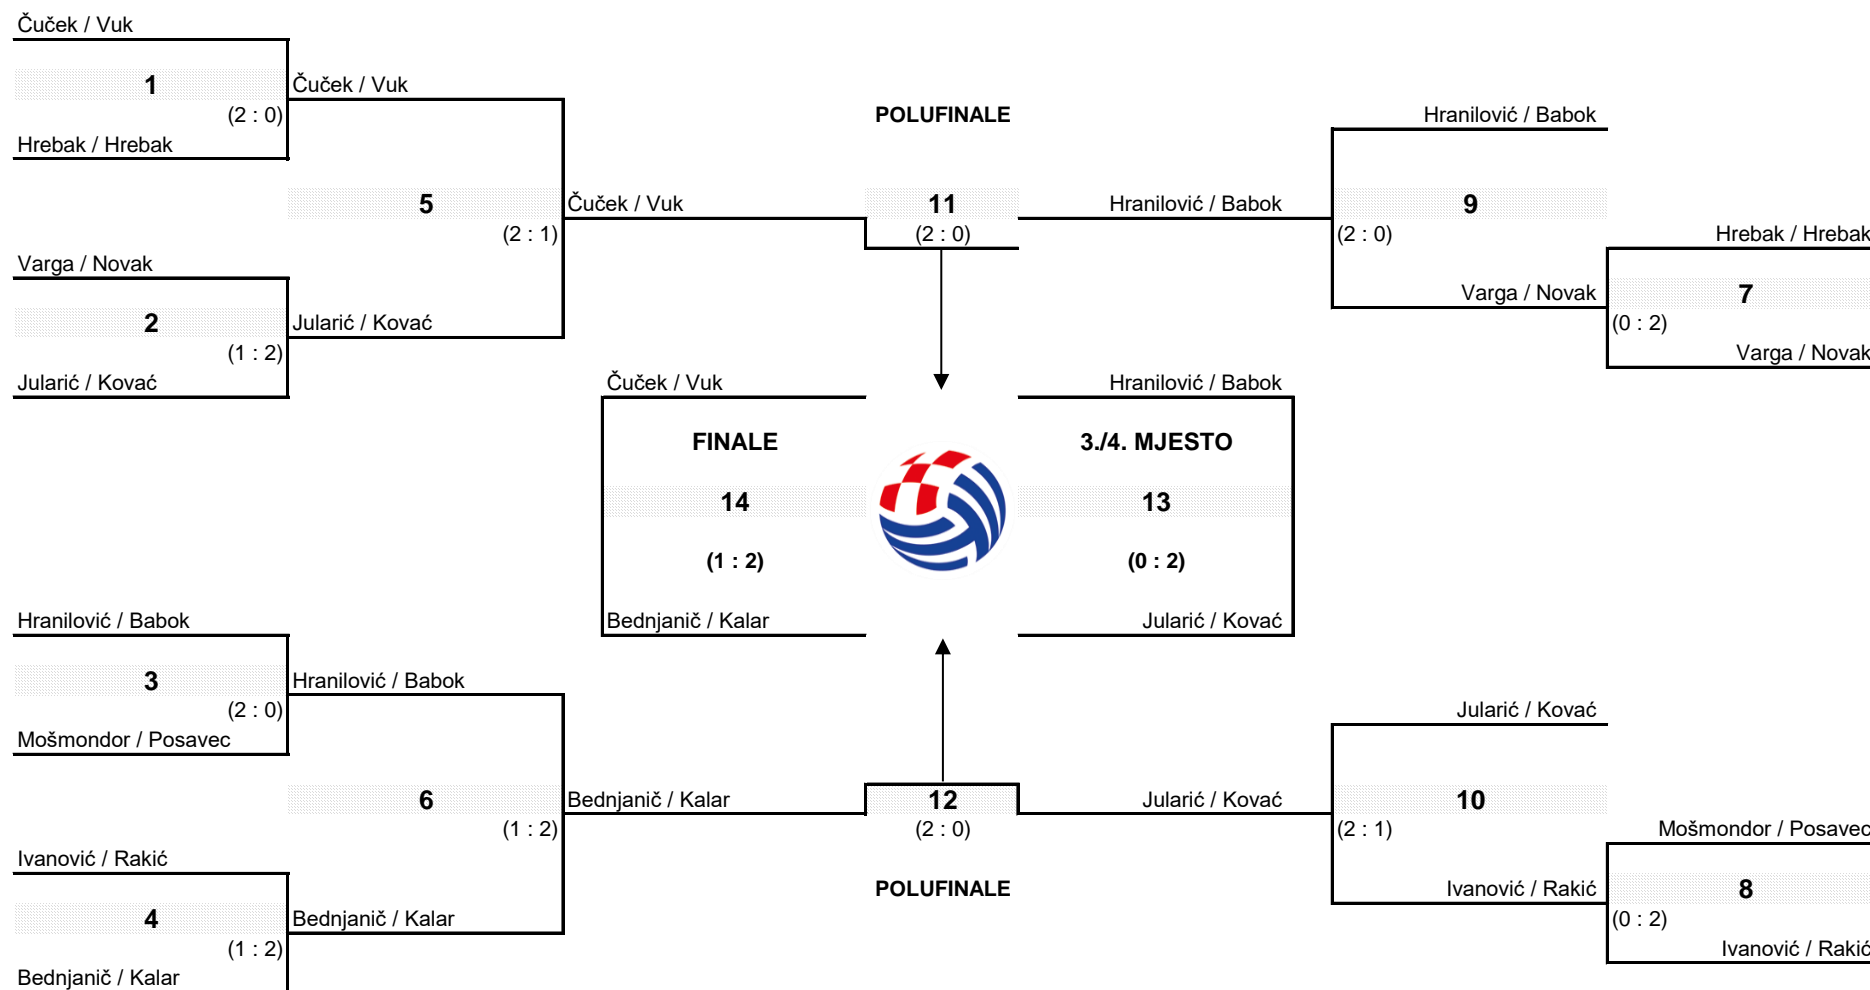 Čuček / Vuk
1
Čuček / Vuk
(2 : 0)
POLUFINALE
Hranilović / Babok
Hrebak / Hrebak
5
Čuček / Vuk
11
Hranilović / Babok
9
(2 : 1)
(2 : 0)
(2 : 0)
Hrebak / Hrebak
Varga / Novak
Varga / Novak
7
2
Jularić / Kovać
(0 : 2)
(1 : 2)
Varga / Novak
Jularić / Kovać
Čuček / Vuk
Hranilović / Babok
FINALE
3./4. MJESTO
14
13
(1 : 2)
(0 : 2)
Hranilović / Babok
Bednjanič / Kalar
Jularić / Kovać
3
Hranilović / Babok
(2 : 0)
Jularić / Kovać
Mošmondor / Posavec
6
Bednjanič / Kalar
12
Jularić / Kovać
10
(1 : 2)
(2 : 0)
(2 : 1)
Mošmondor / Posavec
Ivanović / Rakić
POLUFINALE
Ivanović / Rakić
8
4
Bednjanič / Kalar
(0 : 2)
(1 : 2)
Ivanović / Rakić
Bednjanič / Kalar